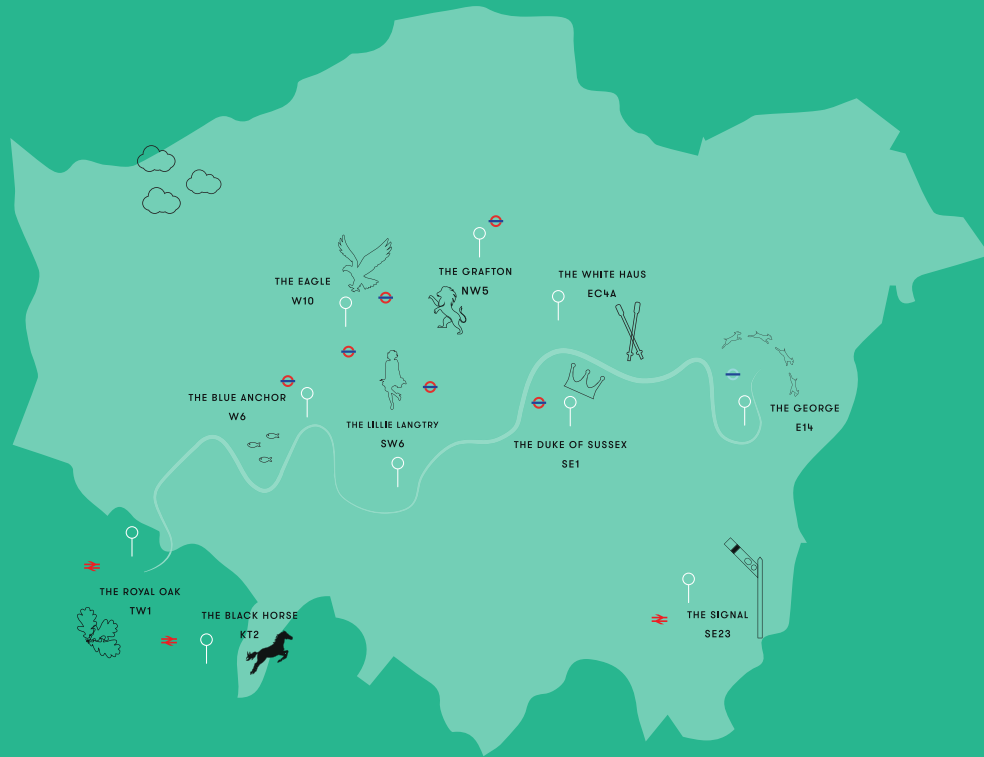 THE GRAFTON
NW5
THE WHITE HAUS
EC4A
THE EAGLE
W10
THE BLUE ANCHOR
W6
THE LILLIE LANGTRY
SW6
THE GEORGE
E14
THE DUKE OF SUSSEX
SE1
THE ROYAL OAK
TW1
THE BLACK HORSE
KT2
THE SIGNAL
SE23